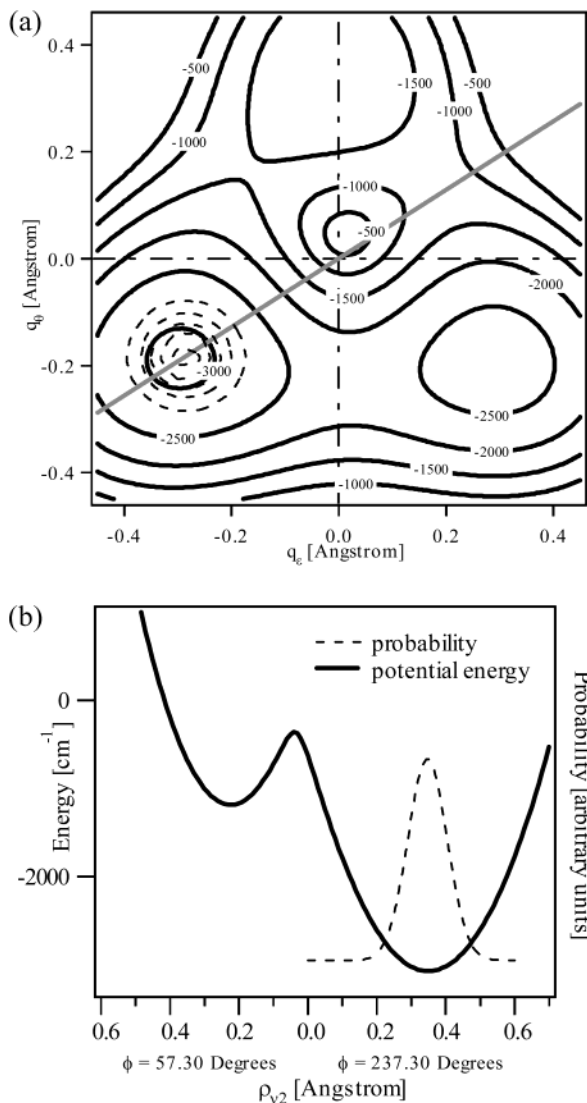 (a)
0.4
0.2
0.0
-0.2
-0.4
qθ [Angstrom]
-500
-1000
-1500
-500
-1000
-1000
-500
-1500
-2000
-3000
-2500
-2500
-2000
-1500
-1000
-0.4 -0.2 0.0 0.2 0.4
qε [Angstrom]
(b)
probability
potential energy
0
-2000
Energy [cm-1]
Probability [arbitrary units]
0.6 0.4 0.2 0.0 0.2 0.4 0.6
ϕ = 57.30 Degrees ϕ = 237.30 Degrees
ρν2 [Angstrom]